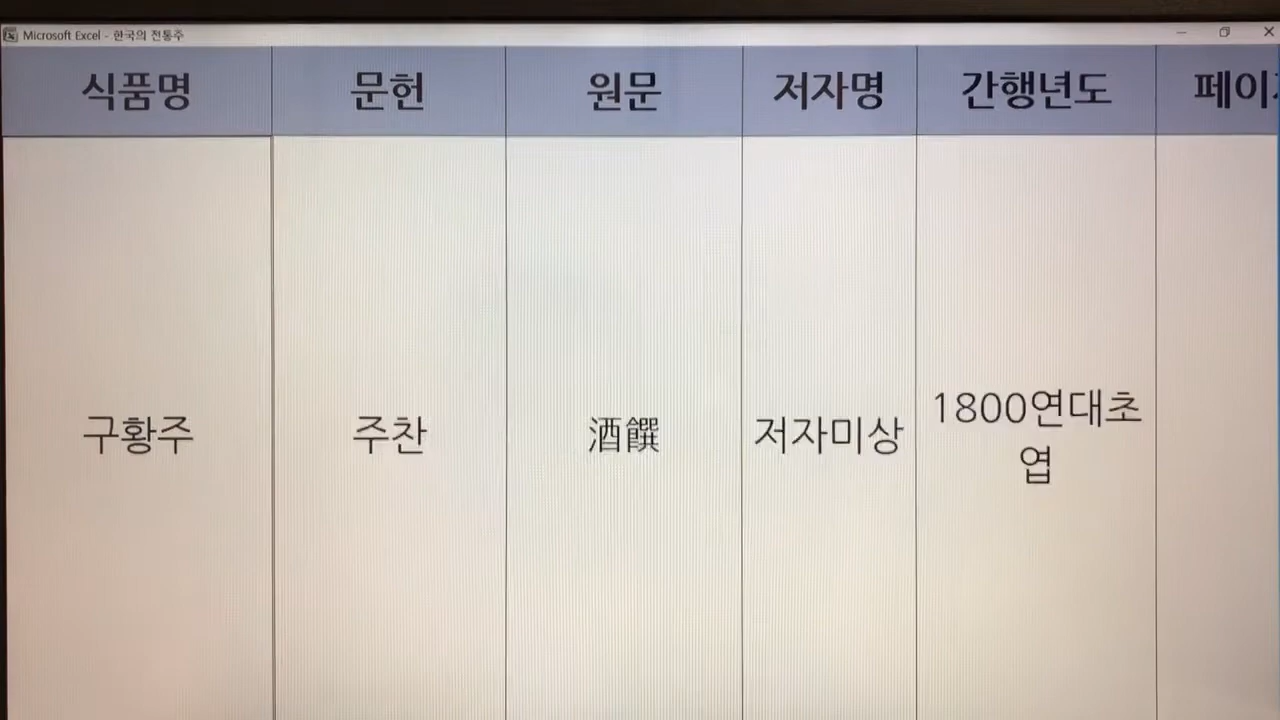 Microsoft Excel - 한국의 전통주
식품명 문헌 원문 저자명 간행년도 페이
구황주 주찬 酒饌 저자미상 1800연대초
엽